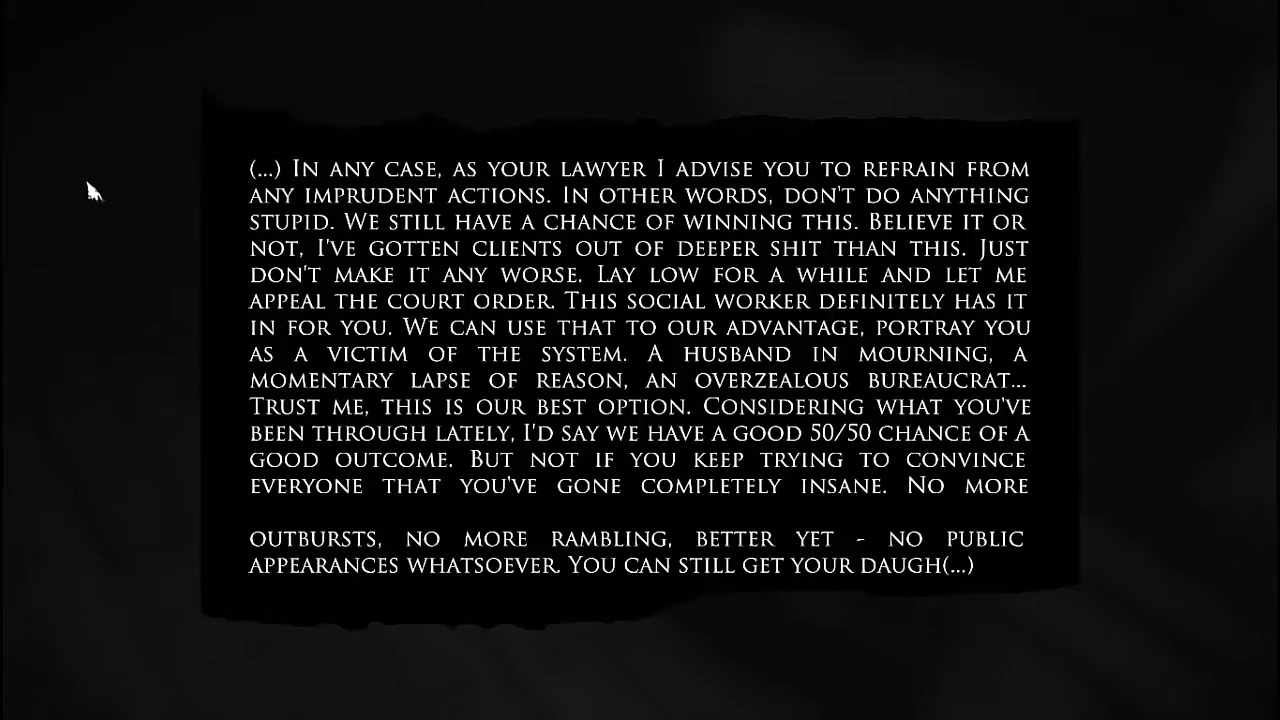 (...) In any case, as your lawyer I advise you to refrain from
any imprudent actions. In other words, don't do anything
stupid. We still have a chance of winning this. Believe it or
not, I've gotten clients out of deeper shit than this. Just
don't make it any worse. Lay low for a while and let me
appeal the court order. This social worker definitely has it
in for you. We can use that to our advantage, portray you
as a victim of the system. A husband in mourning, a
momentary lapse of reason, an overzealous bureaucrat...
Trust me, this is our best option. Considering what you've
been through lately, I'd say we have a good 50/50 chance of a
good outcome. But not if you keep trying to convince
everyone that you've gone completely insane. No more
outbursts, no more rambling, better yet - no public
appearances whatsoever. You can still get your daugh(...)